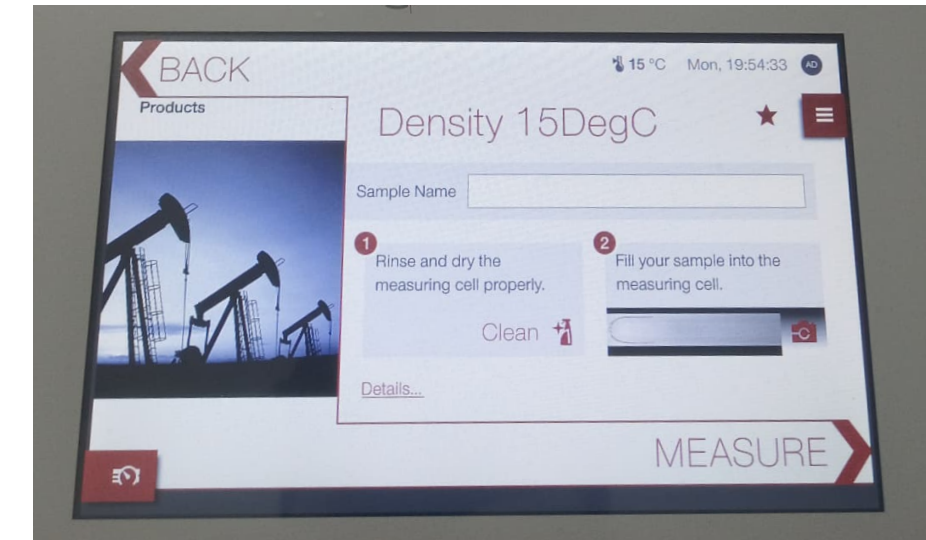 BACK
15 °C
Mon, 19:54:33
AD
Products
Density 15DegC
Sample Name
1
Rinse and dry the
measuring cell properly.
Clean
2
Fill your sample into the
measuring cell.
Details...
MEASURE